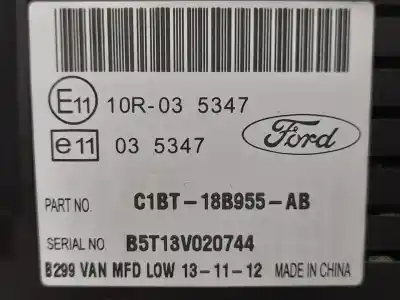 E11 10R-03 5347
e11 03 5347
Ford
PART NO. C1BT-18B955-AB
SERIAL NO. B5T13V020744
B299 VAN MFD LOW 13-11-12 MADE IN CHINA